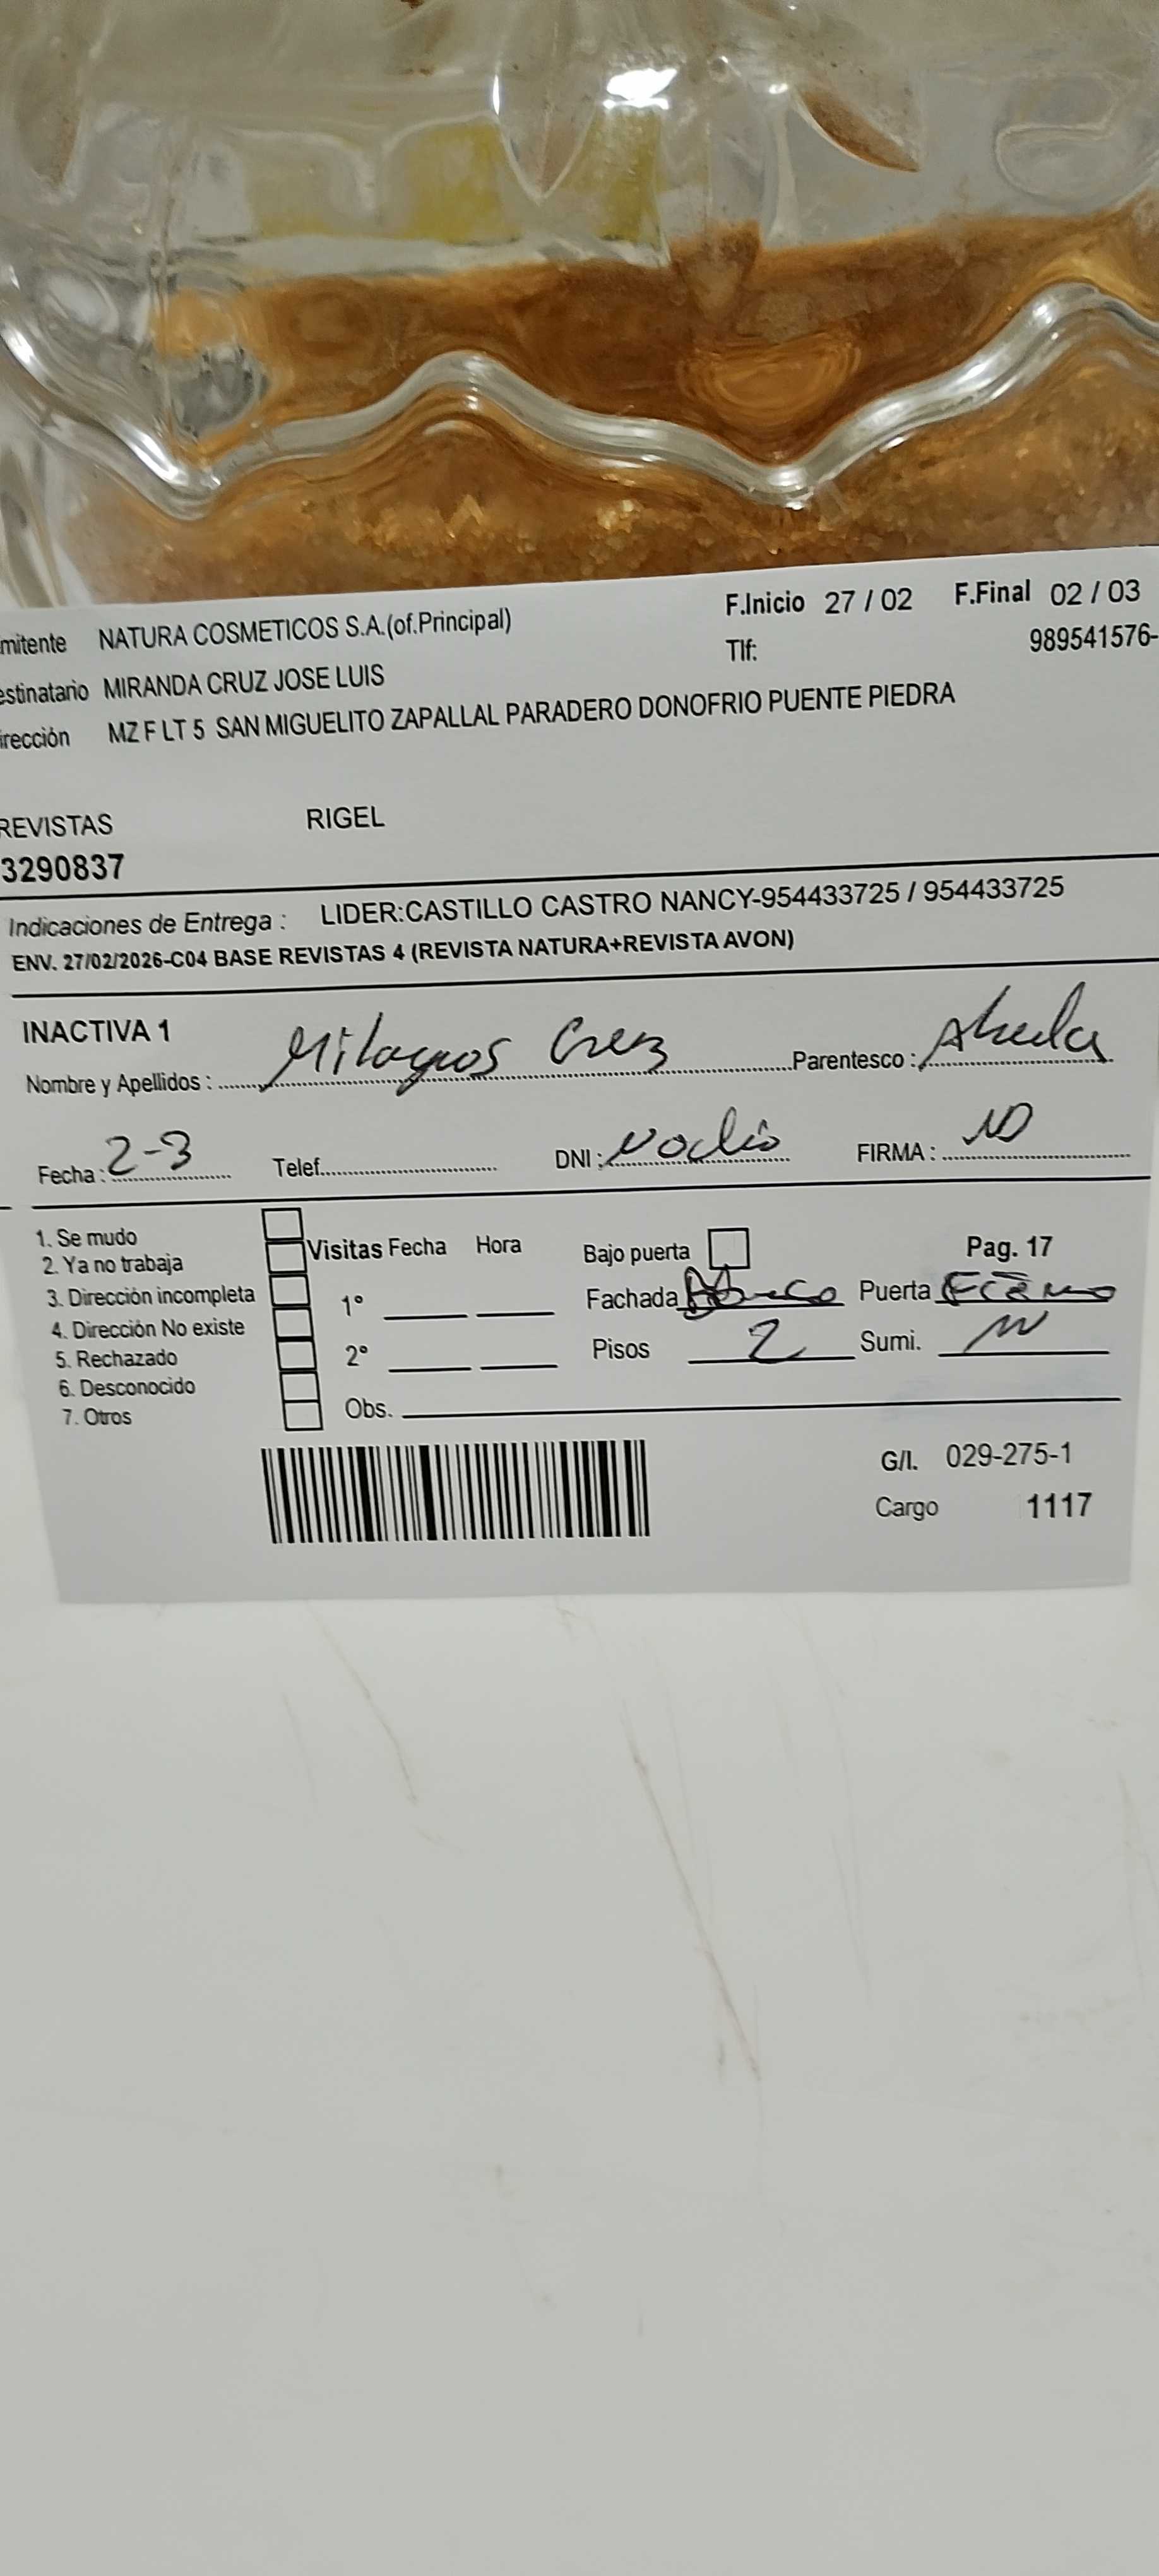 mitente NATURA COSMETICOS S.A.(of.Principal) F.Inicio 27 / 02 F.Final 02 / 03
estinatario MIRANDA CRUZ JOSE LUIS Tlf: 989541576-
irección MZ F LT 5 SAN MIGUELITO ZAPALLAL PARADERO DONOFRIO PUENTE PIEDRA
REVISTAS RIGEL
3290837
Indicaciones de Entrega : LIDER:CASTILLO CASTRO NANCY-954433725 / 954433725
ENV. 27/02/2026-C04 BASE REVISTAS 4 (REVISTA NATURA+REVISTA AVON)
INACTIVA 1
Nombre y Apellidos : Milagros Cruz Parentesco :
Fecha : 2-3 Telef. DNI : no dio FIRMA : ND
1. Se mudo
2. Ya no trabaja Visitas Fecha Hora Bajo puerta Pag. 17
3. Dirección incompleta 1° Fachada Puerta
4. Dirección No existe
5. Rechazado 2° Pisos 2 Sumi.
6. Desconocido
7. Otros Obs.
G/I. 029-275-1
Cargo 1117